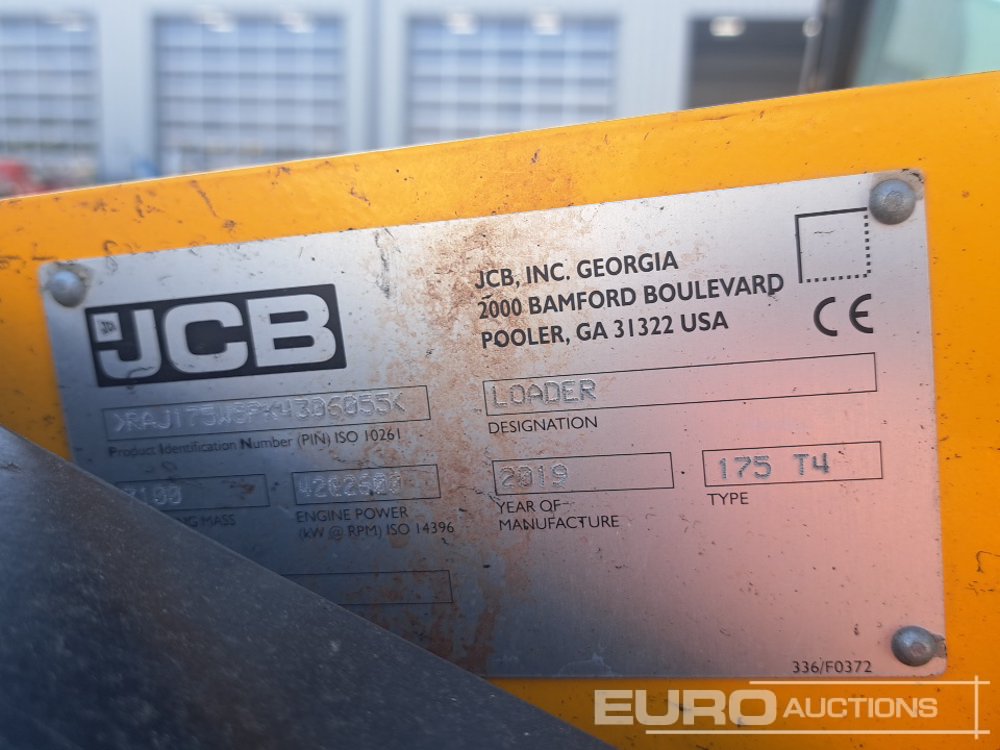 JCB
JCB, INC. GEORGIA
2000 BAMFORD BOULEVARD
POOLER, GA 31322 USA
CE
LOADER
DESIGNATION
Product Identification Number (PIN) ISO 10261
2019
YEAR OF
MANUFACTURE
175 T4
TYPE
MASS
ENGINE POWER
(kW @ RPM) ISO 14396
336/F0372
EURO AUCTIONS